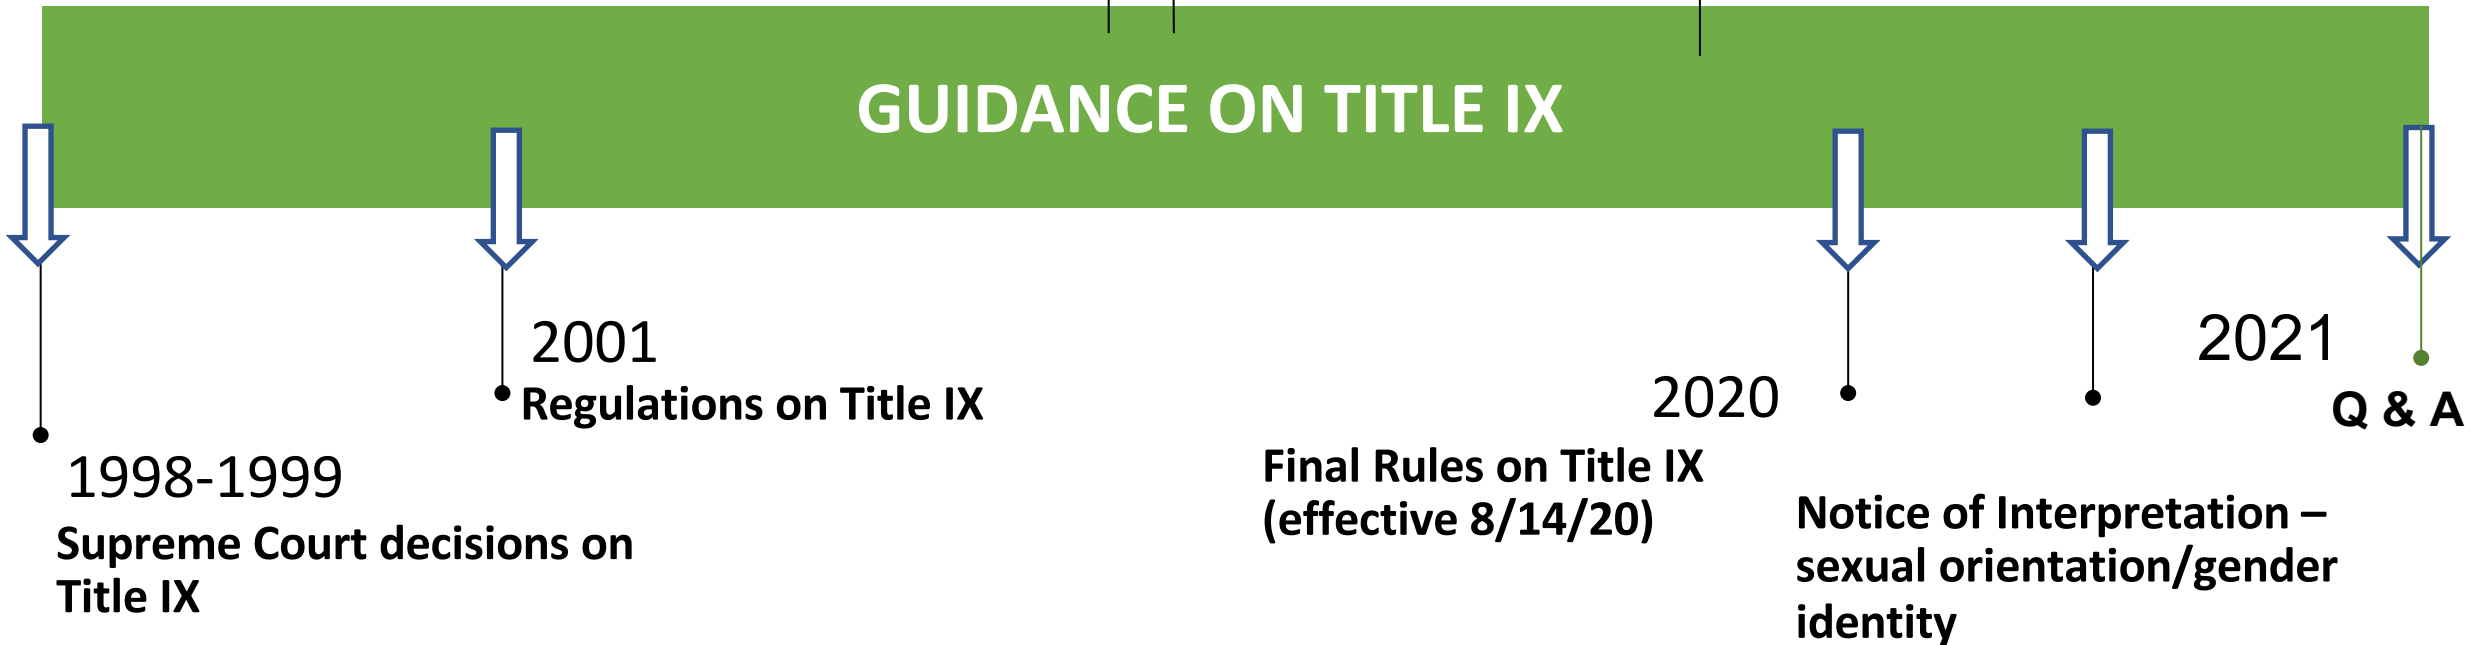 GUIDANCE ON TITLE IX
1998-1999
Supreme Court decisions on
Title IX
2001
Regulations on Title IX
2020
Final Rules on Title IX
(effective 8/14/20)
Notice of Interpretation –
sexual orientation/gender
identity
2021
Q & A